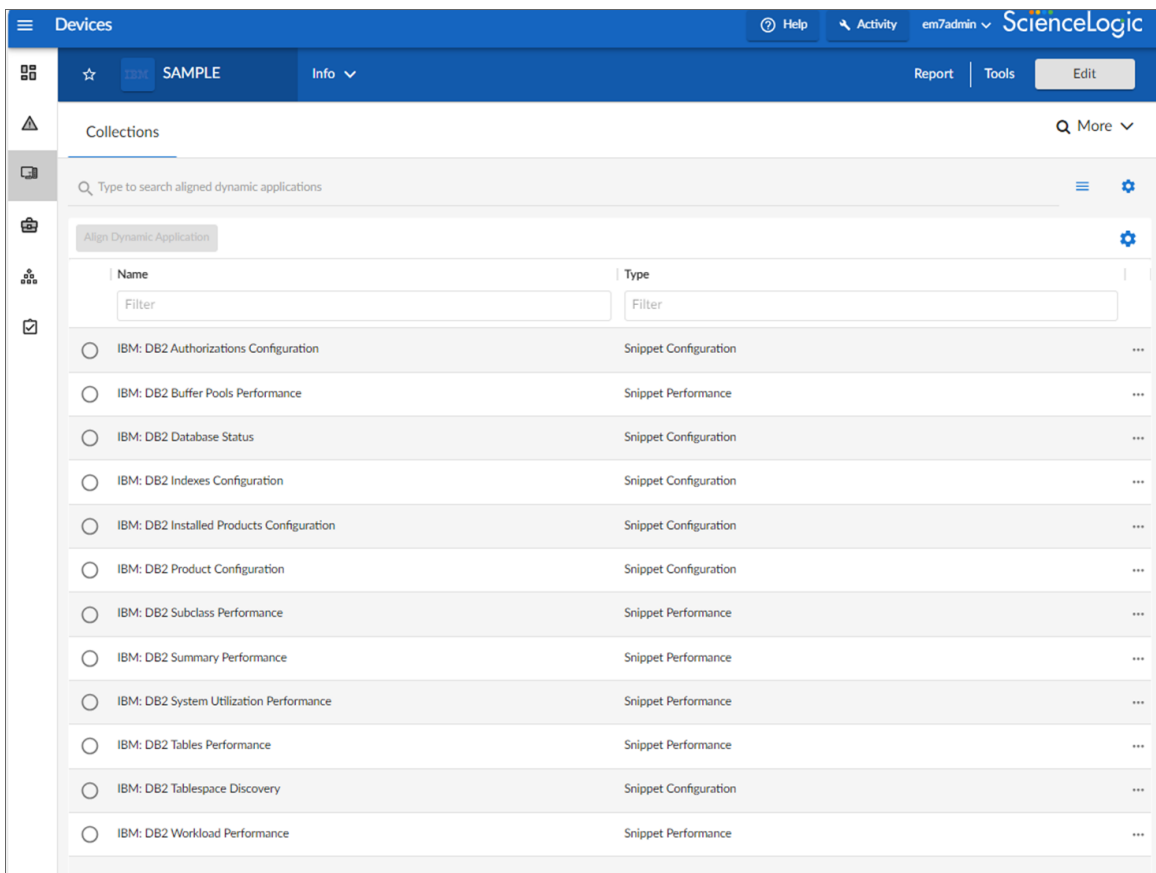 Devices Help Activity em7admin ScienceLogic
IBM SAMPLE Info Report Tools Edit
Collections More
Type to search aligned dynamic applications
Align Dynamic Application
Name Type
Filter Filter
IBM: DB2 Authorizations Configuration Snippet Configuration ...
IBM: DB2 Buffer Pools Performance Snippet Performance ...
IBM: DB2 Database Status Snippet Configuration ...
IBM: DB2 Indexes Configuration Snippet Configuration ...
IBM: DB2 Installed Products Configuration Snippet Configuration ...
IBM: DB2 Product Configuration Snippet Configuration ...
IBM: DB2 Subclass Performance Snippet Performance ...
IBM: DB2 Summary Performance Snippet Performance ...
IBM: DB2 System Utilization Performance Snippet Performance ...
IBM: DB2 Tables Performance Snippet Performance ...
IBM: DB2 Tablespace Discovery Snippet Configuration ...
IBM: DB2 Workload Performance Snippet Performance ...